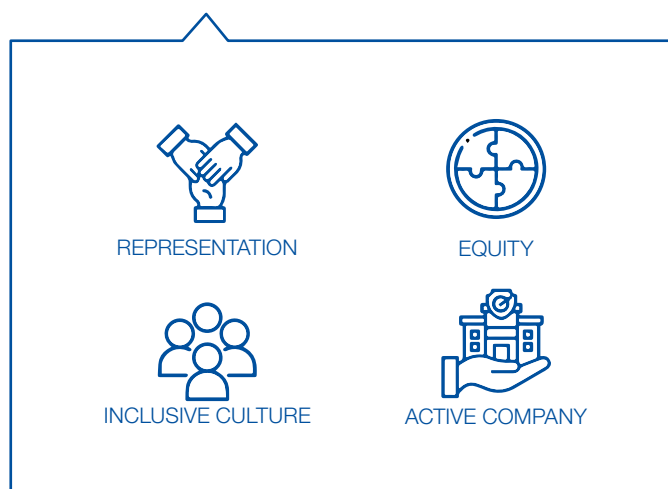 REPRESENTATION
EQUITY
INCLUSIVE CULTURE
ACTIVE COMPANY